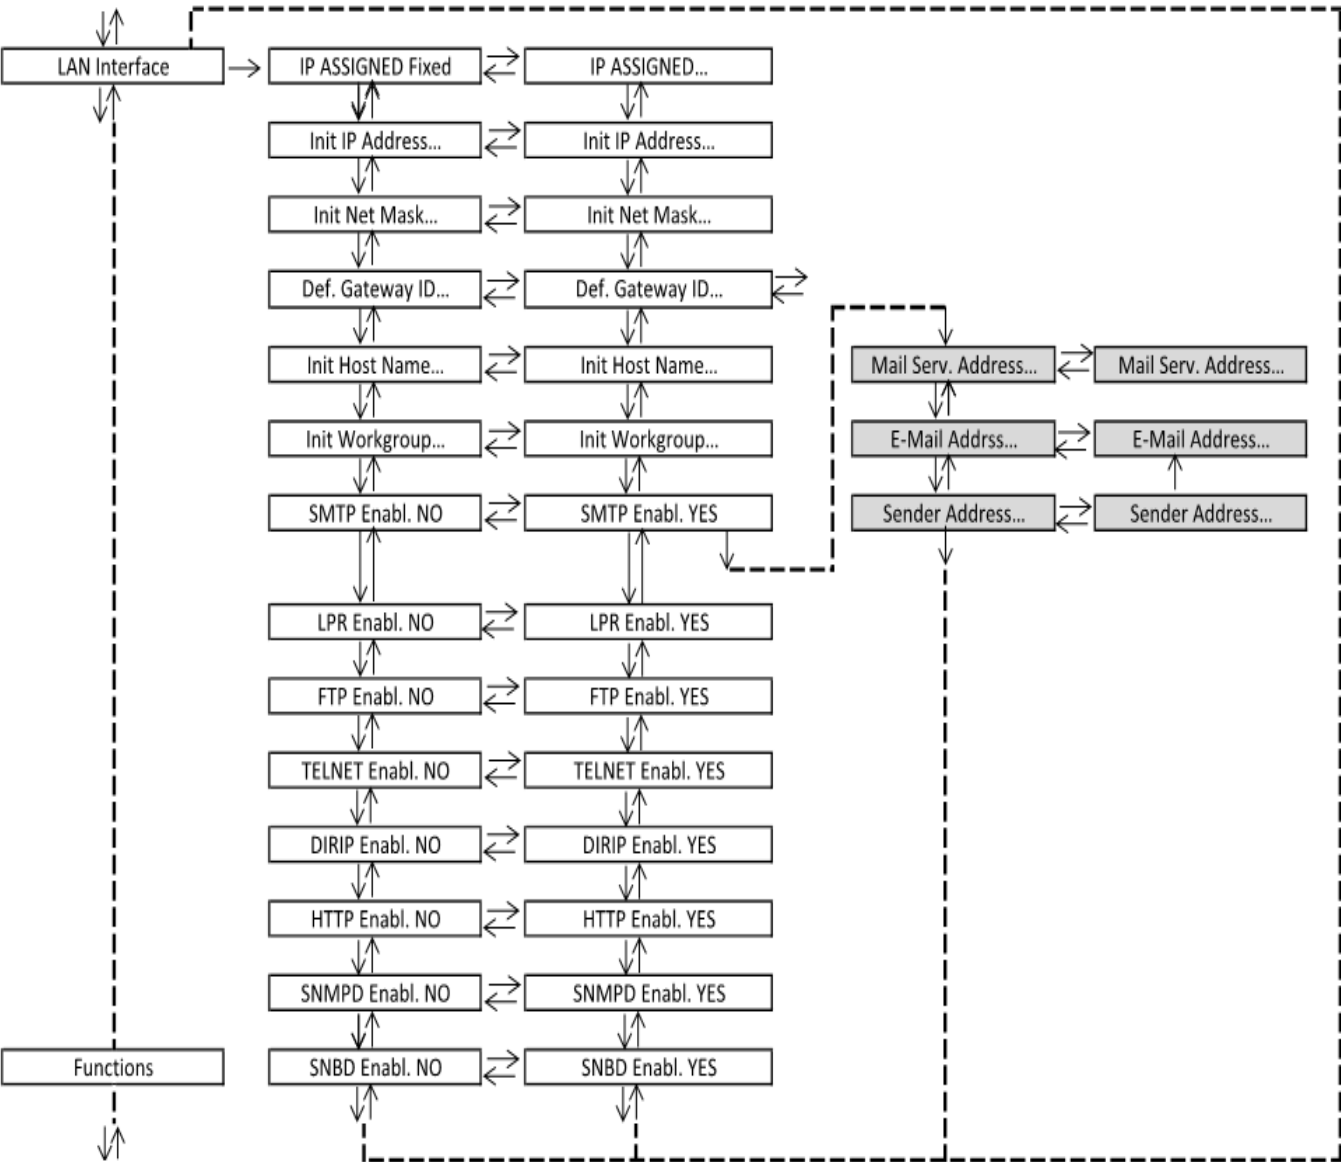 LAN Interface
IP ASSIGNED Fixed
IP ASSIGNED...
Init IP Address...
Init IP Address...
Init Net Mask...
Init Net Mask...
Def. Gateway ID...
Def. Gateway ID...
Init Host Name...
Init Host Name...
Mail Serv. Address...
Mail Serv. Address...
Init Workgroup...
Init Workgroup...
E-Mail Addrss...
E-Mail Address...
SMTP Enabl. NO
SMTP Enabl. YES
Sender Address...
Sender Address...
LPR Enabl. NO
LPR Enabl. YES
FTP Enabl. NO
FTP Enabl. YES
TELNET Enabl. NO
TELNET Enabl. YES
DIRIP Enabl. NO
DIRIP Enabl. YES
HTTP Enabl. NO
HTTP Enabl. YES
SNMPD Enabl. NO
SNMPD Enabl. YES
Functions
SNBD Enabl. NO
SNBD Enabl. YES